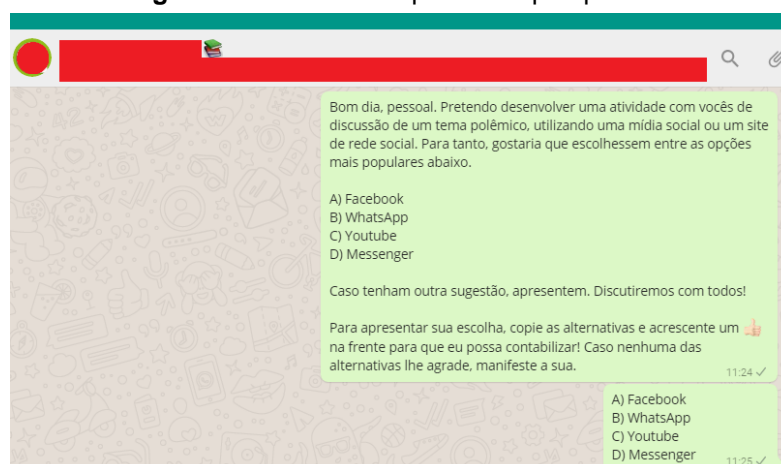 Bom dia, pessoal. Pretendo desenvolver uma atividade com vocês de
discussão de um tema polêmico, utilizando uma mídia social ou um site
de rede social. Para tanto, gostaria que escolhessem entre as opções
mais populares abaixo.
A) Facebook
B) WhatsApp
C) Youtube
D) Messenger
Caso tenham outra sugestão, apresentem. Discutiremos com todos!
Para apresentar sua escolha, copie as alternativas e acrescente um 👍
na frente para que eu possa contabilizar! Caso nenhuma das
alternativas lhe agrade, manifeste a sua.
11:24
A) Facebook
B) WhatsApp
C) Youtube
D) Messenger
11:25